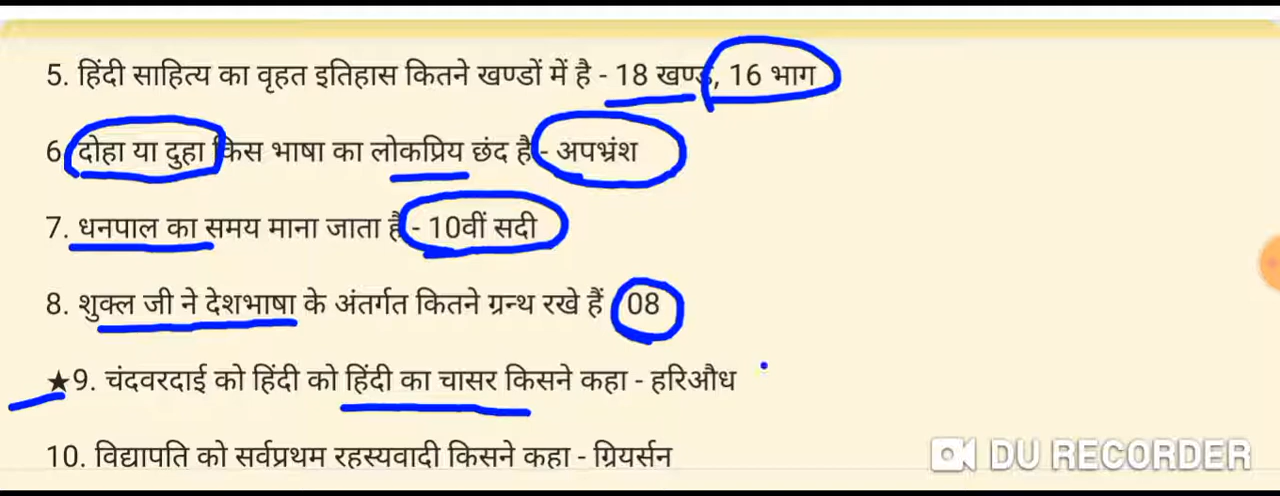 5. हिंदी साहित्य का वृहत इतिहास कितने खण्डों में है - 18 खण्ड, 16 भाग
6. दोहा या दुहा किस भाषा का लोकप्रिय छंद है - अपभ्रंश
7. धनपाल का समय माना जाता है - 10वीं सदी
8. शुक्ल जी ने देशभाषा के अंतर्गत कितने ग्रन्थ रखे हैं 08
★9. चंदवरदाई को हिंदी को हिंदी का चासर किसने कहा - हरिऔध
10. विद्यापति को सर्वप्रथम रहस्यवादी किसने कहा - ग्रियर्सन
DU RECORDER